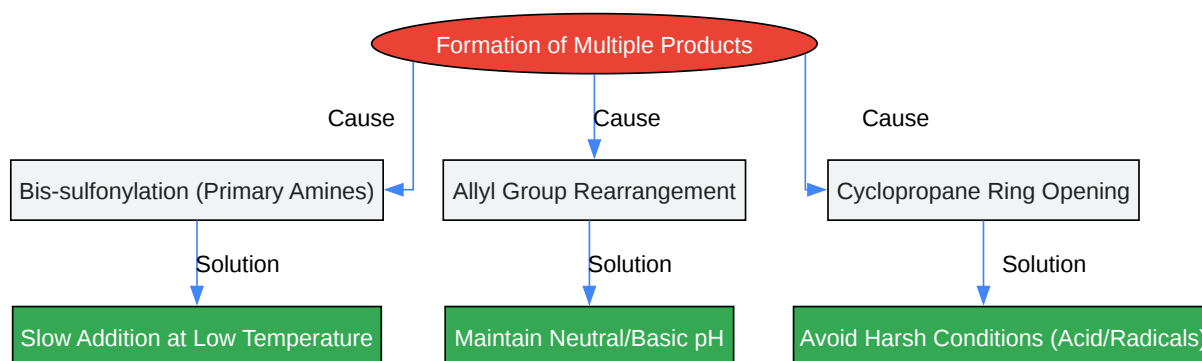 Formation of Multiple Products
Cause
Cause
Cause
Bis-sulfonylation (Primary Amines)
Allyl Group Rearrangement
Cyclopropane Ring Opening
Solution
Solution
Solution
Slow Addition at Low Temperature
Maintain Neutral/Basic pH
Avoid Harsh Conditions (Acid/Radicals)